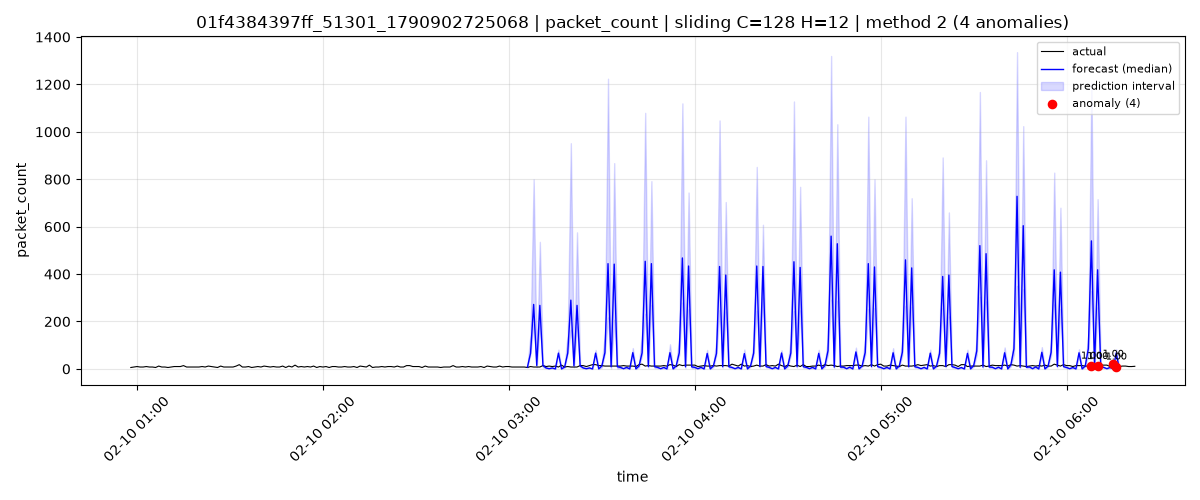 01f4384397ff_51301_1790902725068 | packet_count | sliding C=128 H=12 | method 2 (4 anomalies)
packet_count
1400
1200
1000
800
600
400
200
0
actual
forecast (median)
prediction interval
anomaly (4)
02-10 01:00
02-10 02:00
02-10 03:00
02-10 04:00
02-10 05:00
02-10 06:00
time